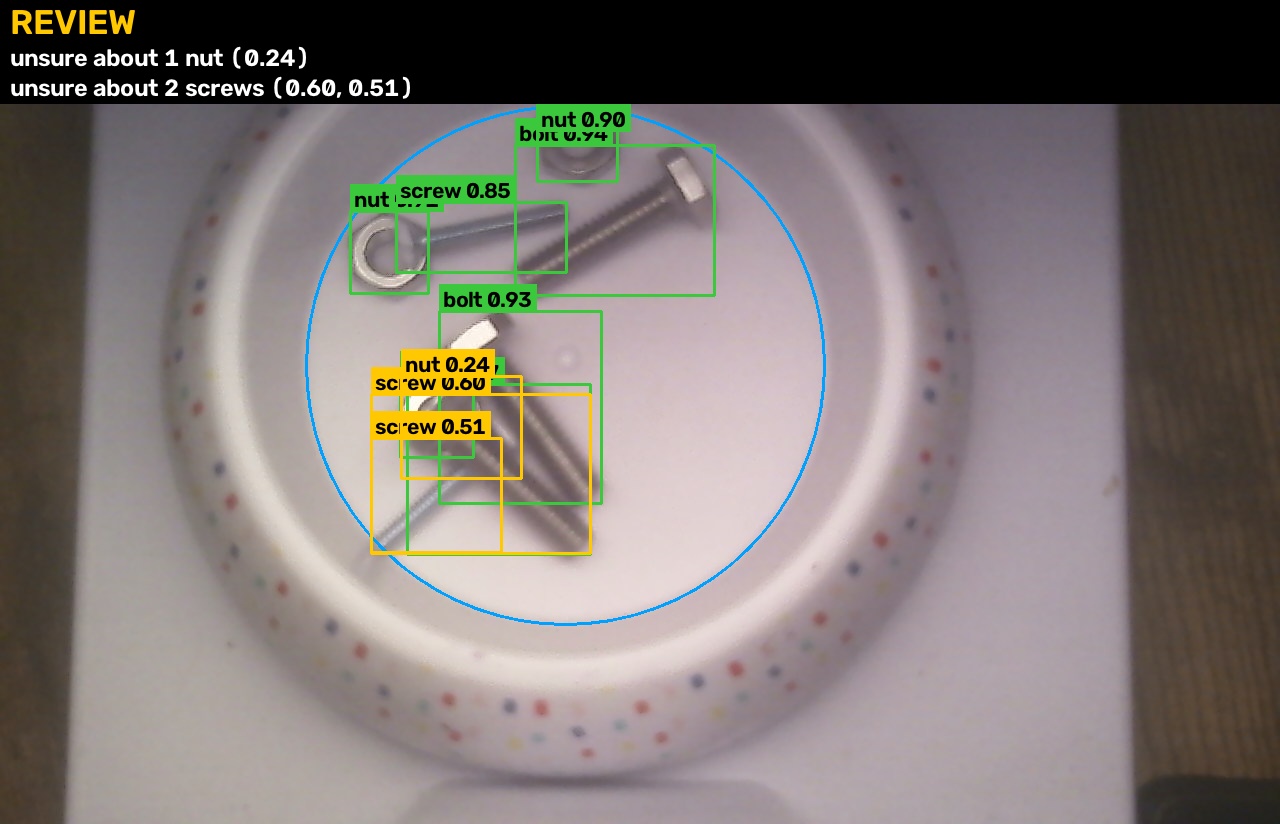 REVIEW
unsure about 1 nut (0.24)
unsure about 2 screws (0.60, 0.51)
nut 0.90
bolt 0.94
screw 0.85
nut
bolt 0.93
nut 0.24
screw 0.60
screw 0.51